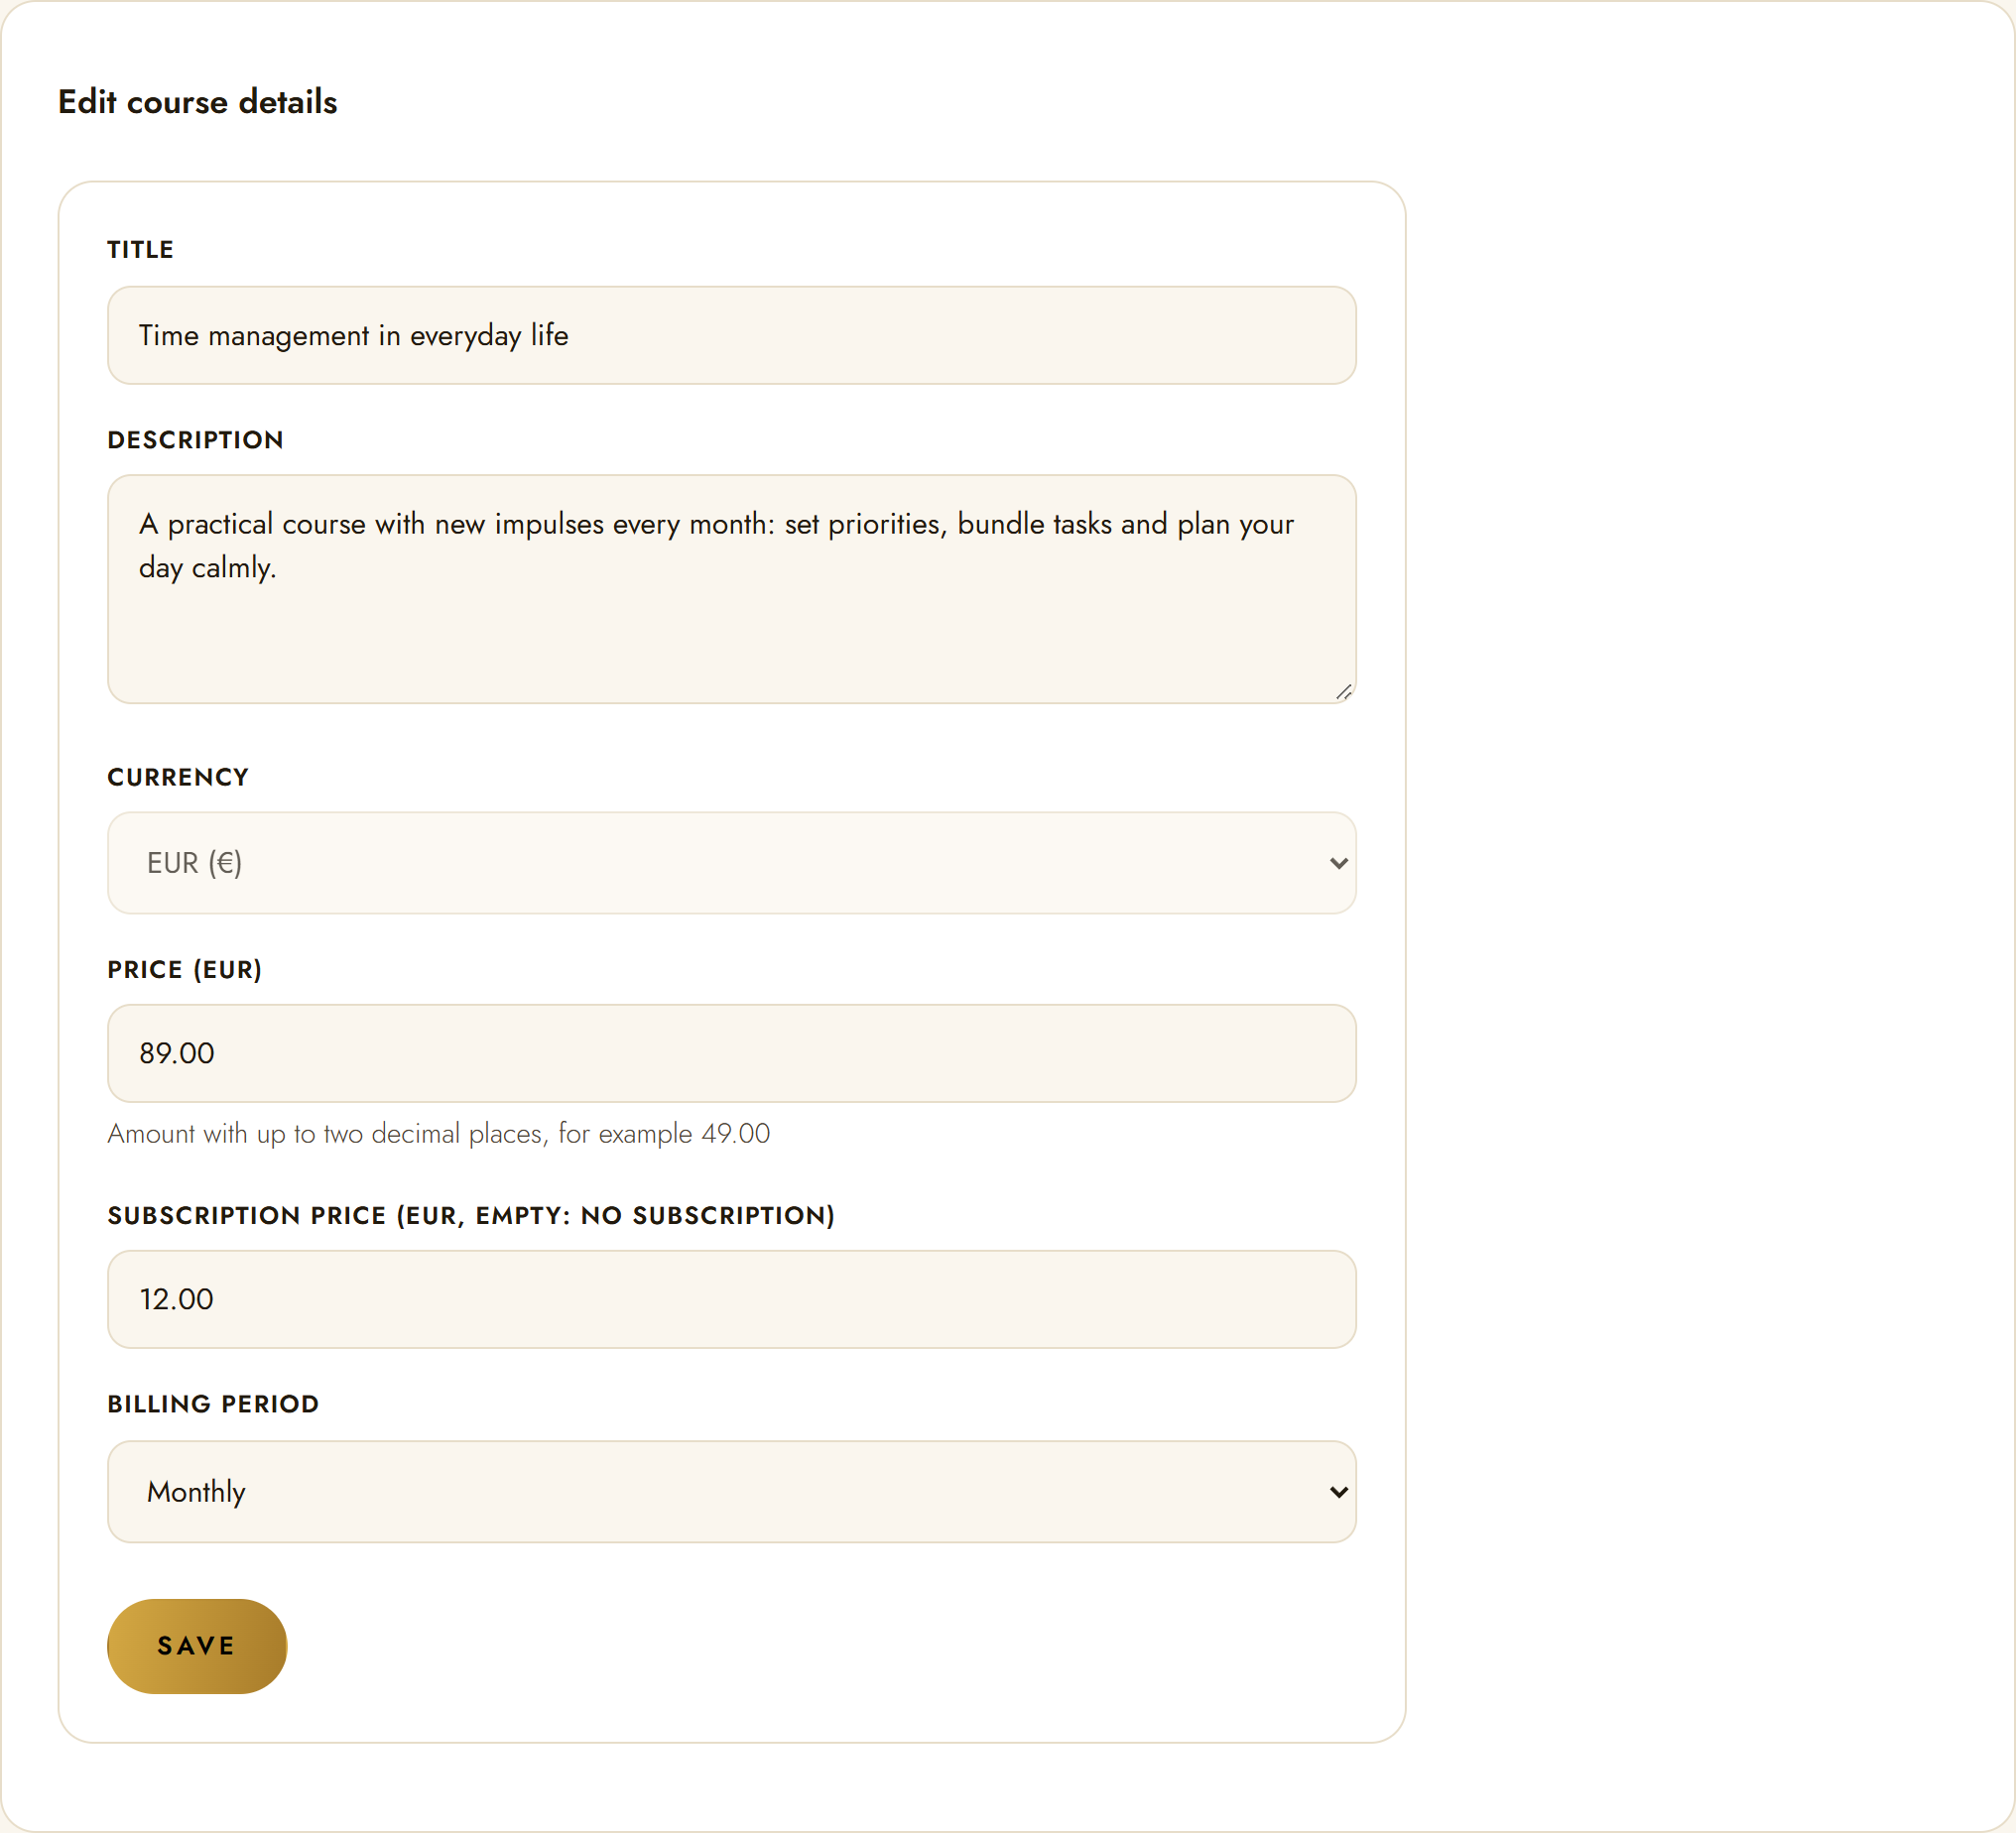 Edit course details
TITLE
Time management in everyday life
DESCRIPTION
A practical course with new impulses every month: set priorities, bundle tasks and plan your
day calmly.
CURRENCY
EUR (€)
PRICE (EUR)
89.00
Amount with up to two decimal places, for example 49.00
SUBSCRIPTION PRICE (EUR, EMPTY: NO SUBSCRIPTION)
12.00
BILLING PERIOD
Monthly
SAVE